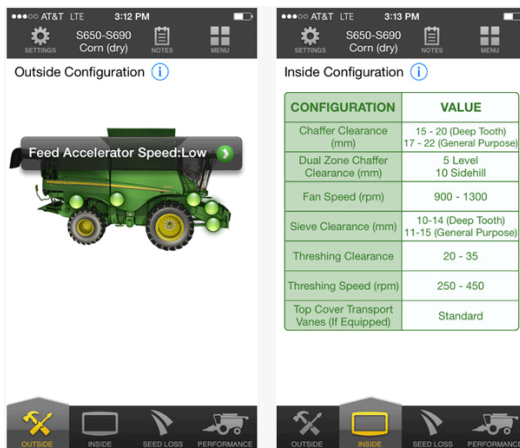 AT&T LTE 3:12 PM
S650-S690
Corn (dry)
SETTINGS NOTES MENU
Outside Configuration i
Feed Accelerator Speed:Low
OUTSIDE INSIDE SEED LOSS PERFORMANCE
AT&T LTE 3:13 PM
S650-S690
Corn (dry)
SETTINGS NOTES MENU
Inside Configuration i
CONFIGURATION VALUE
Chaffer Clearance
(mm)
15 - 20 (Deep Tooth)
17 - 22 (General Purpose)
Dual Zone Chaffer
Clearance (mm)
5 Level
10 Sidehill
Fan Speed (rpm) 900 - 1300
Sieve Clearance (mm)
10-14 (Deep Tooth)
11-15 (General Purpose)
Threshing Clearance 20 - 35
Threshing Speed (rpm) 250 - 450
Top Cover Transport
Vanes (If Equipped)
Standard
OUTSIDE INSIDE SEED LOSS PERFORMANCE